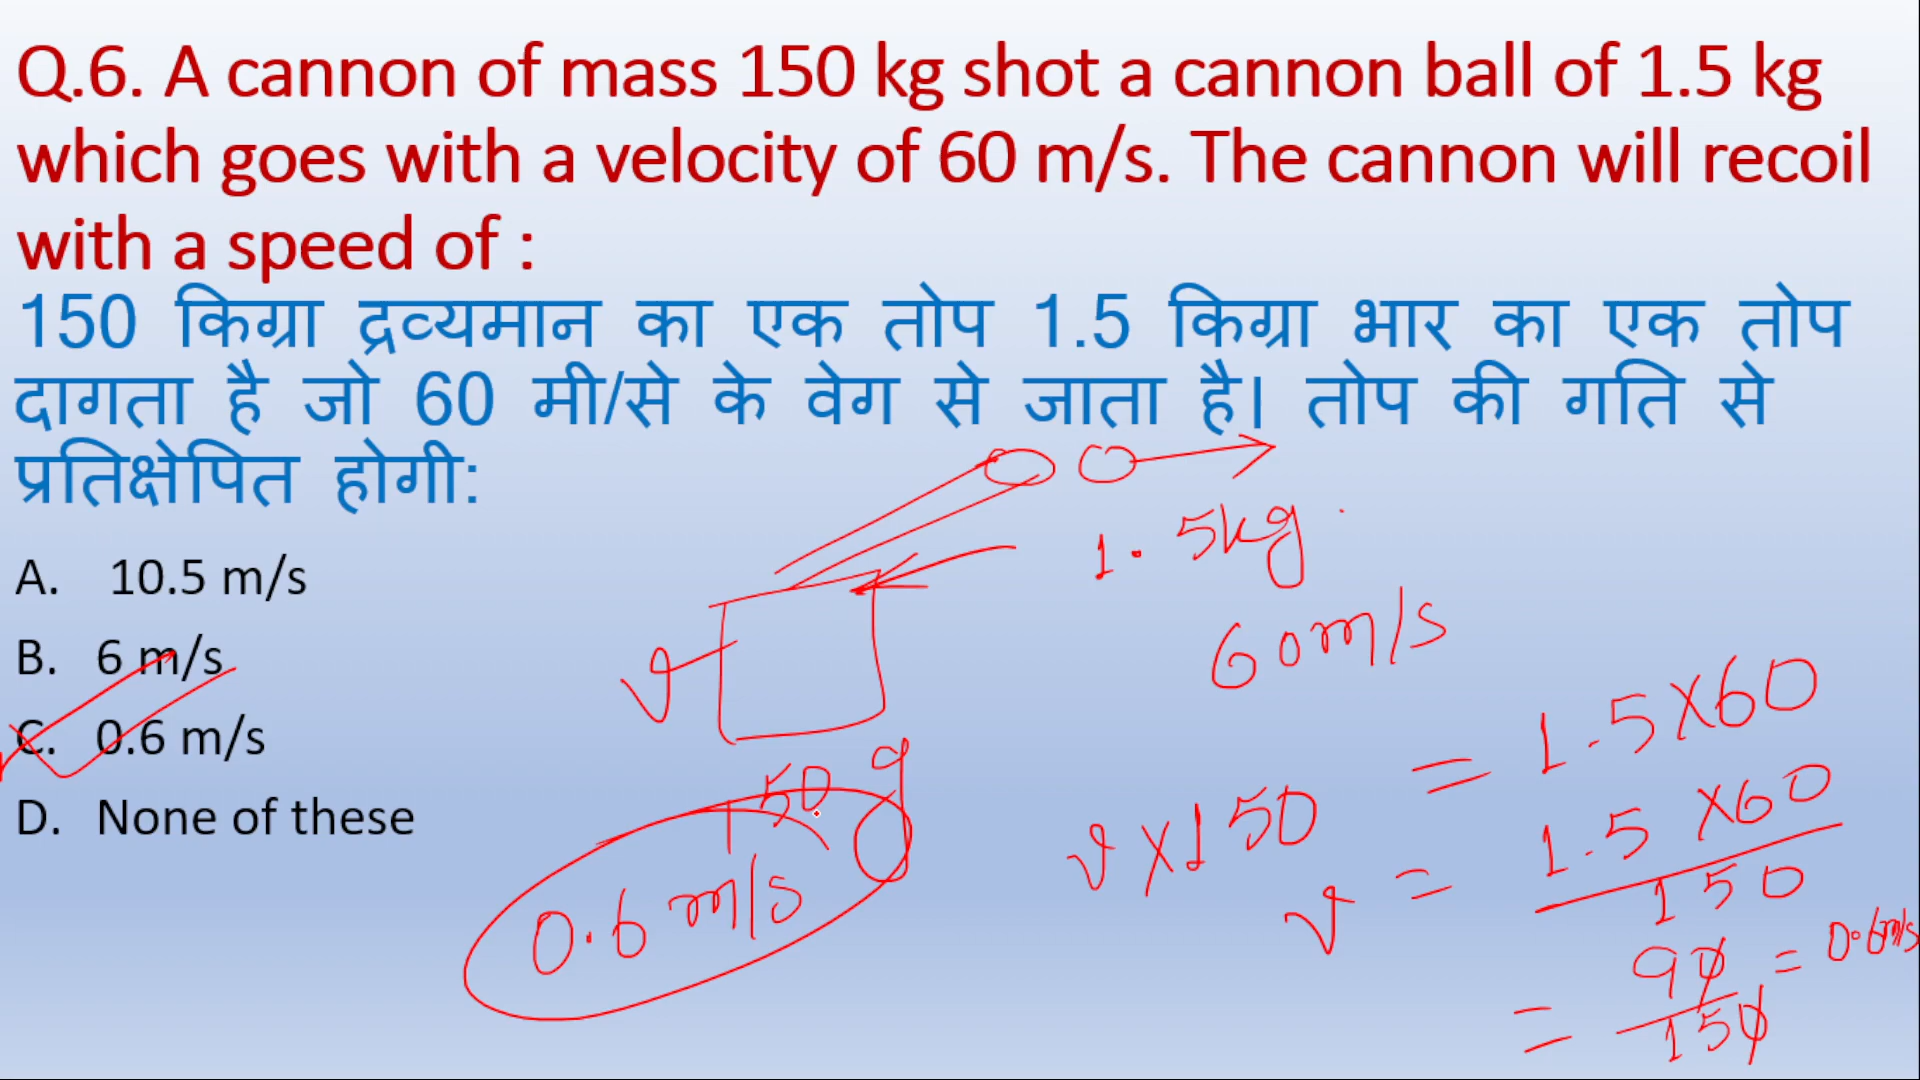 Q.6. A cannon of mass 150 kg shot a cannon ball of 1.5 kg
which goes with a velocity of 60 m/s. The cannon will recoil
with a speed of :
150 किग्रा द्रव्यमान का एक तोप 1.5 किग्रा भार का एक तोप
दागता है जो 60 मी/से के वेग से जाता है। तोप की गति से
प्रतिक्षेपित होगी:
A. 10.5 m/s
B. 6 m/s
C. 0.6 m/s
D. None of these
1.5kg
60m/s
v
150
0.6 m/s
v×150 = 1.5×60
v = 1.5×60
150
= 90 = 0.6m/s
150